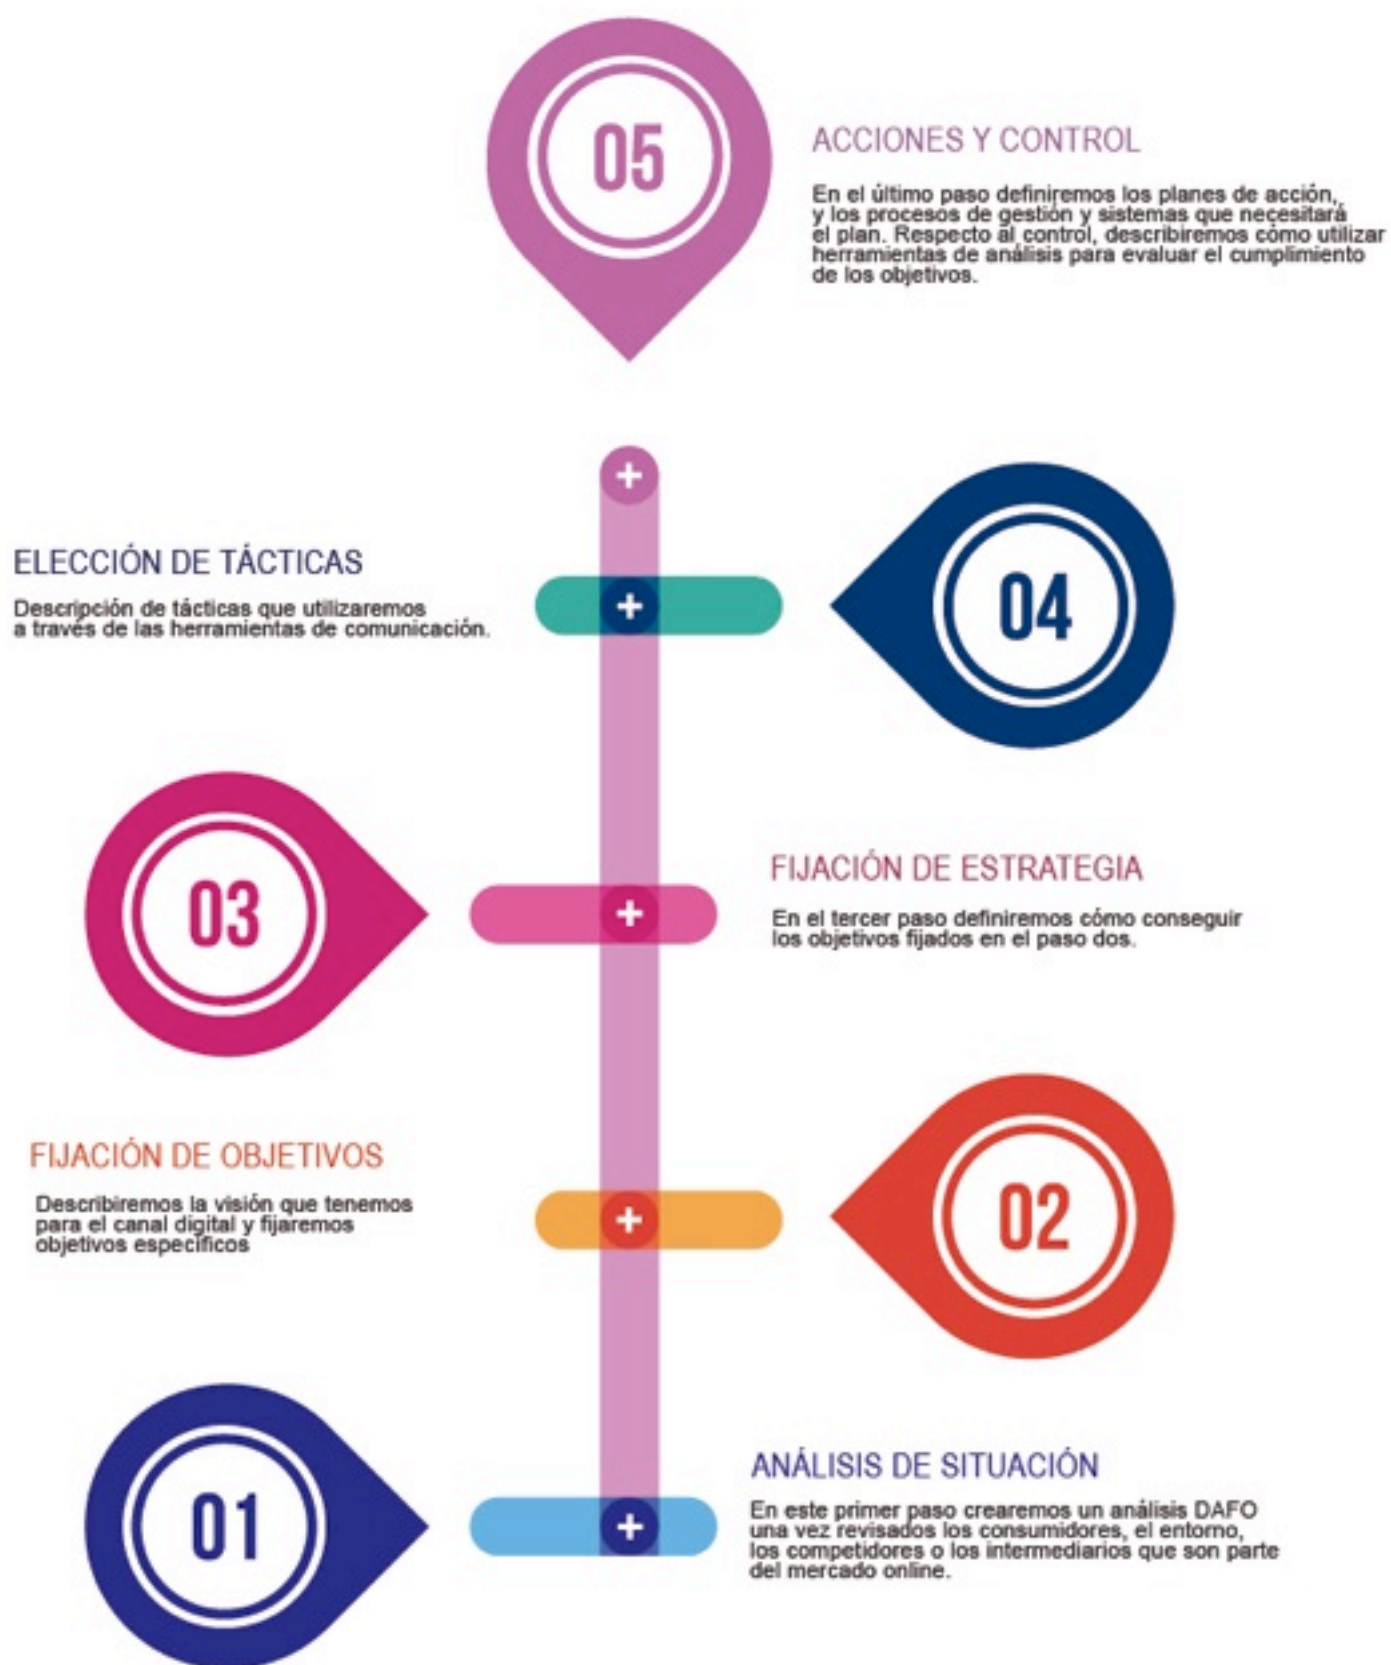 05
ACCIONES Y CONTROL
En el último paso definiremos los planes de acción,
y los procesos de gestión y sistemas que necesitará
el plan. Respecto al control, describiremos cómo utilizar
herramientas de análisis para evaluar el cumplimiento
de los objetivos.
+
ELECCIÓN DE TÁCTICAS
Descripción de tácticas que utilizaremos
a través de las herramientas de comunicación.
+
04
03
+
FIJACIÓN DE ESTRATEGIA
En el tercer paso definiremos cómo conseguir
los objetivos fijados en el paso dos.
FIJACIÓN DE OBJETIVOS
Describiremos la visión que tenemos
para el canal digital y fijaremos
objetivos específicos
+
02
01
+
ANÁLISIS DE SITUACIÓN
En este primer paso crearemos un análisis DAFO
una vez revisados los consumidores, el entorno,
los competidores o los intermediarios que son parte
del mercado online.